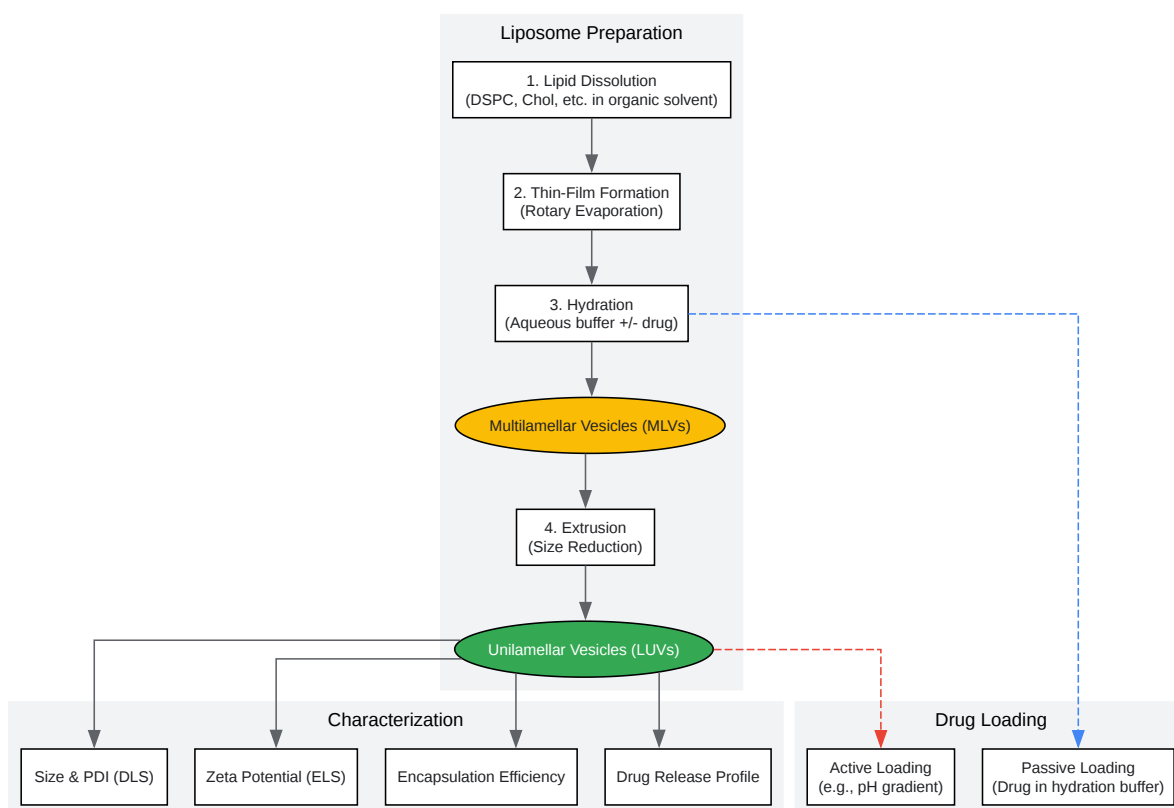 Liposome Preparation
1. Lipid Dissolution
(DSPC, Chol, etc. in organic solvent)
2. Thin-Film Formation
(Rotary Evaporation)
3. Hydration
(Aqueous buffer +/- drug)
Multilamellar Vesicles (MLVs)
4. Extrusion
(Size Reduction)
Unilamellar Vesicles (LUVs)
Characterization
Size & PDI (DLS)
Zeta Potential (ELS)
Encapsulation Efficiency
Drug Release Profile
Drug Loading
Active Loading
(e.g., pH gradient)
Passive Loading
(Drug in hydration buffer)